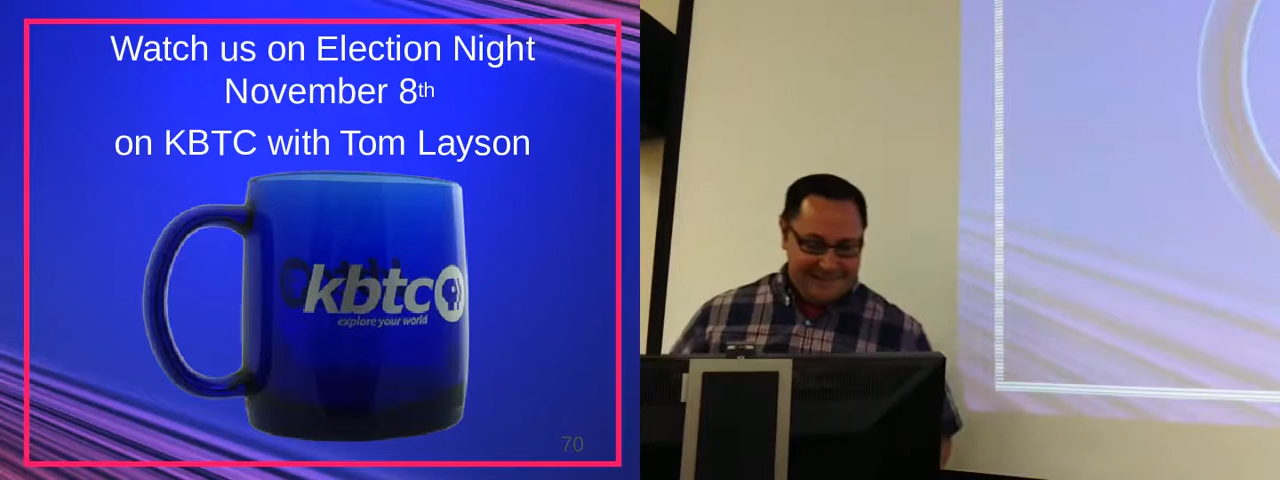 Watch us on Election Night
November 8th
on KBTC with Tom Layson
kbtc
explore your world
70